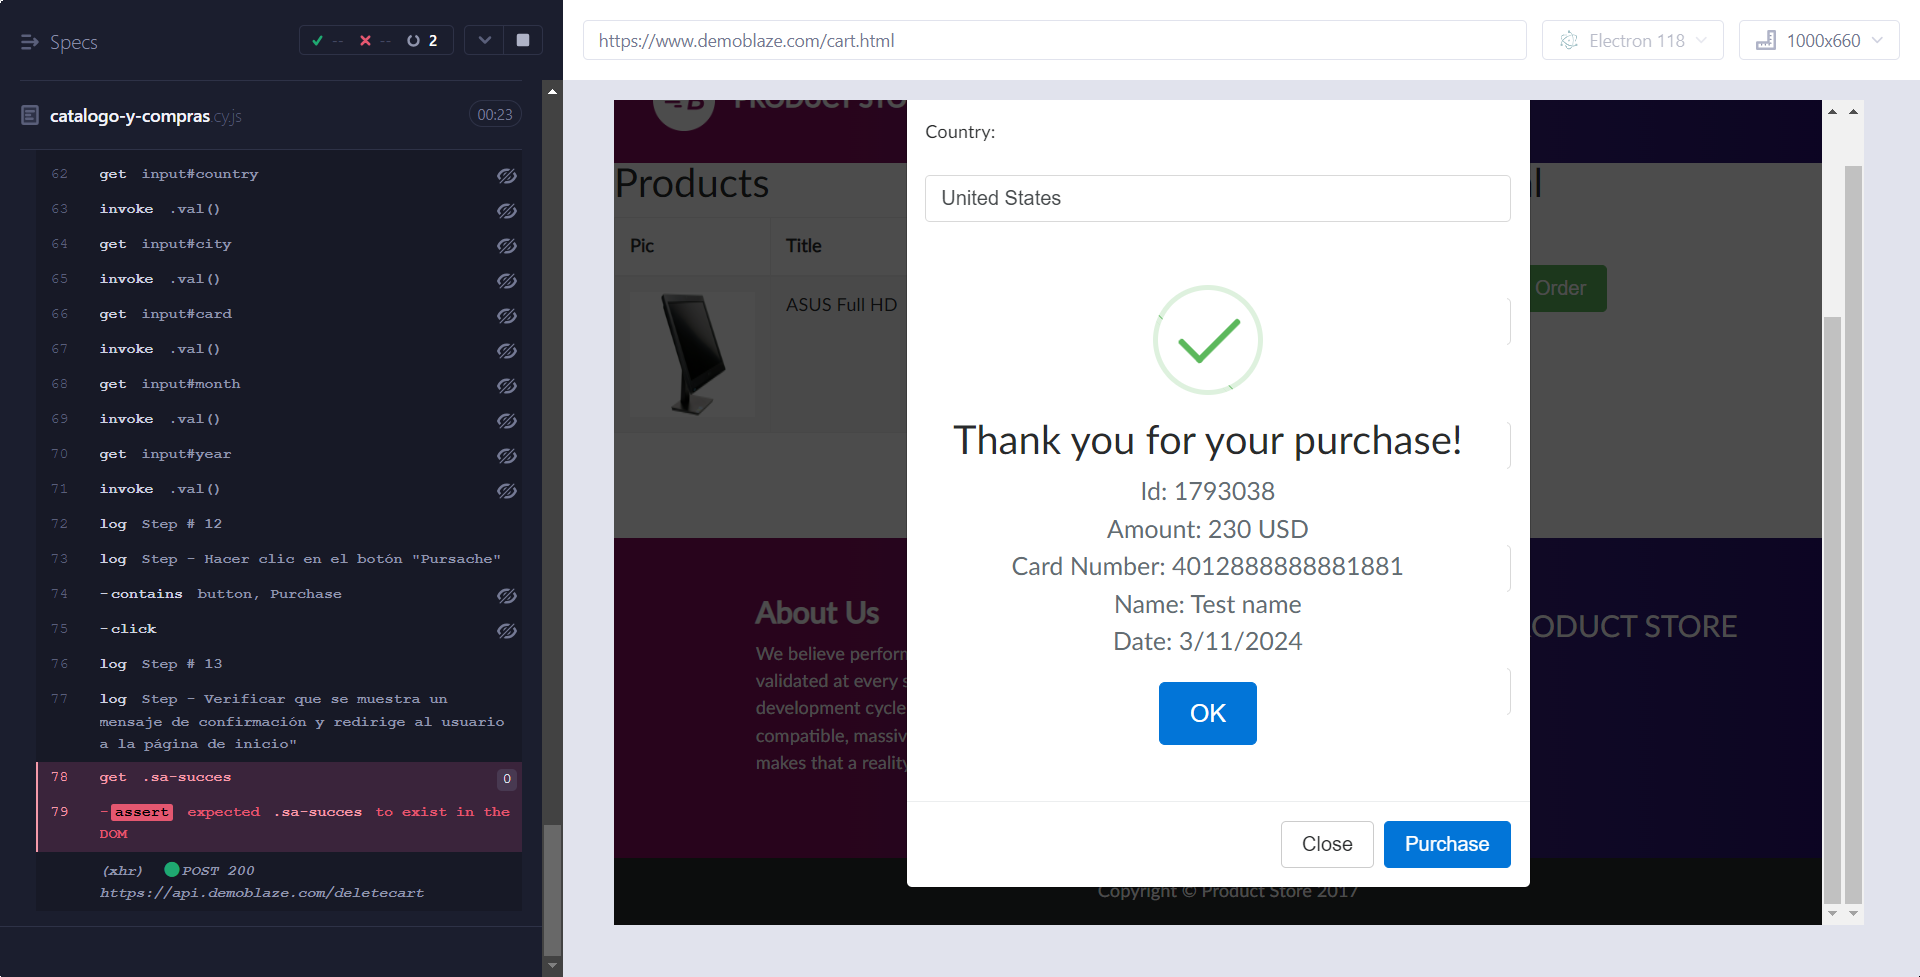 Specs
-- -- 2
catalogo-y-compras.cy.js 00:23
62 get input#country
63 invoke .val()
64 get input#city
65 invoke .val()
66 get input#card
67 invoke .val()
68 get input#month
69 invoke .val()
70 get input#year
71 invoke .val()
72 log Step # 12
73 log Step - Hacer clic en el botón "Pursache"
74 -contains button, Purchase
75 -click
76 log Step # 13
77 log Step - Verificar que se muestra un
mensaje de confirmación y redirige al usuario
a la página de inicio"
78 get .sa-succes 0
79 -assert expected .sa-succes to exist in the
DOM
(xhr) POST 200
https://api.demoblaze.com/deletecart
https://www.demoblaze.com/cart.html
Electron 118
1000x660
PRODUCT STO
Products
Pic Title
ASUS Full HD
Order
Country:
United States
Thank you for your purchase!
Id: 1793038
Amount: 230 USD
Card Number: 4012888888881881
Name: Test name
Date: 3/11/2024
OK
Close Purchase
About Us
We believe perform
validated at every s
development cycle
compatible, massiv
makes that a reality
ODUCT STORE
Copyright © Product Store 2017